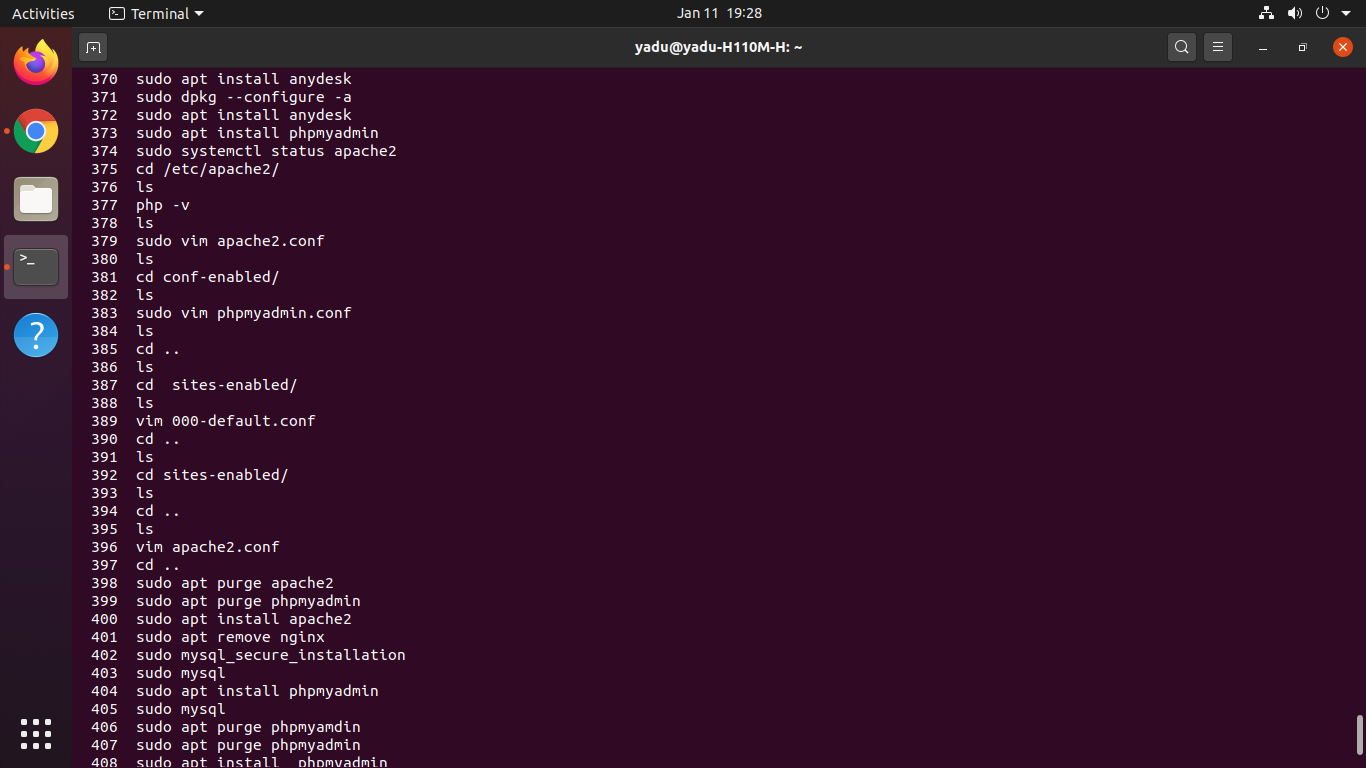 Activities
Terminal
Jan 11 19:28
yadu@yadu-H110M-H: ~
370 sudo apt install anydesk
371 sudo dpkg --configure -a
372 sudo apt install anydesk
373 sudo apt install phpmyadmin
374 sudo systemctl status apache2
375 cd /etc/apache2/
376 ls
377 php -v
378 ls
379 sudo vim apache2.conf
380 ls
381 cd conf-enabled/
382 ls
383 sudo vim phpmyadmin.conf
384 ls
385 cd ..
386 ls
387 cd  sites-enabled/
388 ls
389 vim 000-default.conf
390 cd ..
391 ls
392 cd sites-enabled/
393 ls
394 cd ..
395 ls
396 vim apache2.conf
397 cd ..
398 sudo apt purge apache2
399 sudo apt purge phpmyadmin
400 sudo apt install apache2
401 sudo apt remove nginx
402 sudo mysql_secure_installation
403 sudo mysql
404 sudo apt install phpmyadmin
405 sudo mysql
406 sudo apt purge phpmyamdin
407 sudo apt purge phpmyadmin
408 sudo apt install  phpmyadmin